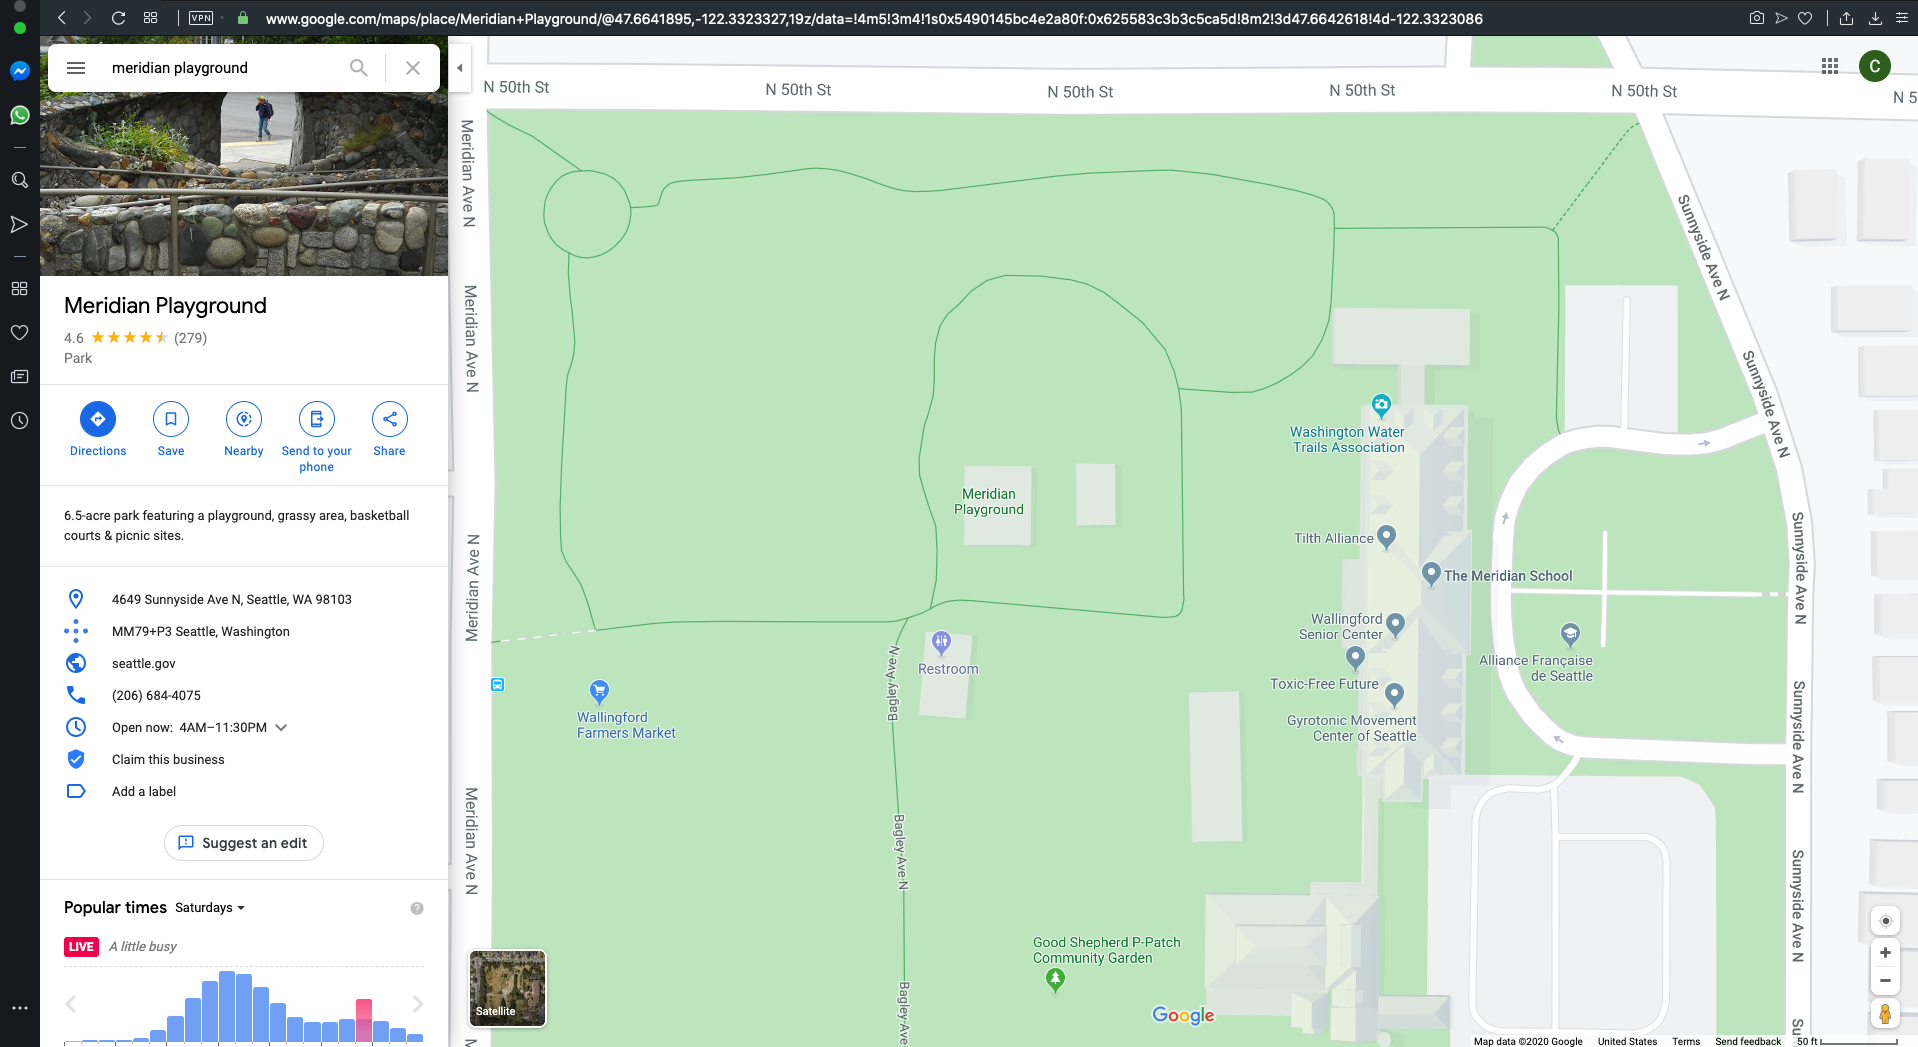 VPN
www.google.com/maps/place/Meridian+Playground/@47.6641895,-122.3323327,19z/data=!4m5!3m4!1s0x5490145bc4e2a80f:0x625583c3b3c5ca5d!8m2!3d47.6642618!4d-122.3323086
meridian playground
Meridian Playground
4.6 (279)
Park
Directions
Save
Nearby
Send to your
phone
Share
6.5-acre park featuring a playground, grassy area, basketball
courts & picnic sites.
4649 Sunnyside Ave N, Seattle, WA 98103
MM79+P3 Seattle, Washington
seattle.gov
(206) 684-4075
Open now: 4AM–11:30PM
Claim this business
Add a label
Suggest an edit
Popular times Saturdays
?
LIVE A little busy
N 50th St
N 50th St
N 50th St
N 50th St
N 50th St
N 5
C
Meridian Ave N
Meridian Ave N
Meridian Ave N
Meridian Ave N
M
Sunnyside Ave N
Sunnyside Ave N
Sunnyside Ave N
Sunnyside Ave N
Sunnyside Ave N
Su
Washington Water
Trails Association
Meridian
Playground
Tilth Alliance
The Meridian School
Wallingford
Senior Center
Toxic-Free Future
Alliance Française
de Seattle
Gyrotonic Movement
Center of Seattle
Restroom
Wallingford
Farmers Market
Bagley Ave N
Bagley Ave N
Bagley Ave
Good Shepherd P-Patch
Community Garden
Satellite
Google
Map data ©2020 Google United States Terms Send feedback 50 ft